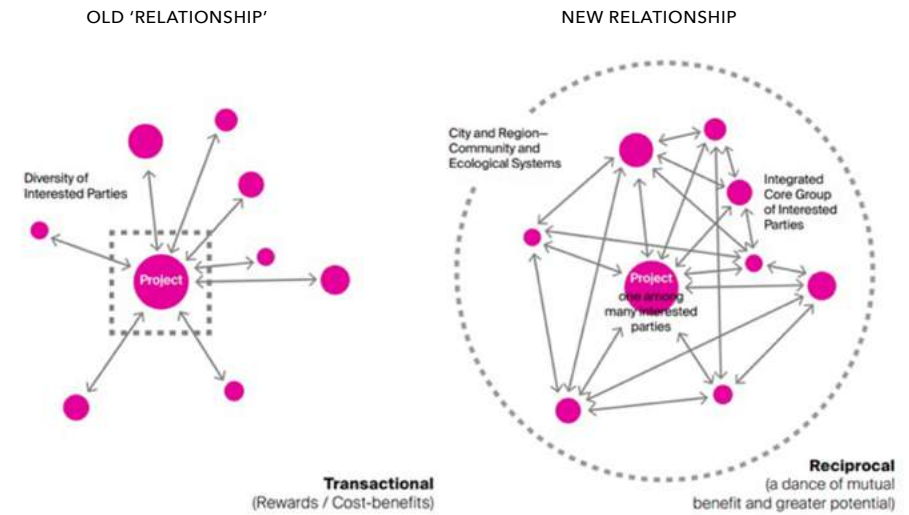 OLD ‘RELATIONSHIP’
Diversity of
Interested Parties
Project
Transactional
(Rewards / Cost-benefits)
NEW RELATIONSHIP
City and Region—
Community and
Ecological Systems
Integrated
Core Group
of Interested
Parties
Project
one among
many interested
parties
Reciprocal
(a dance of mutual
benefit and greater potential)